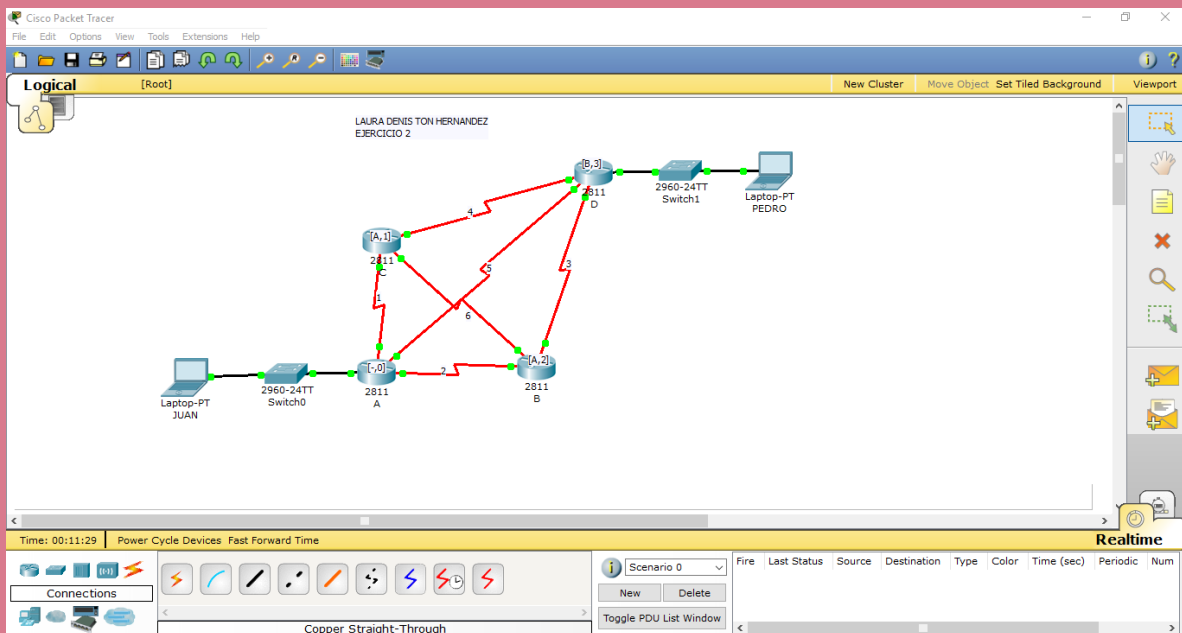 Cisco Packet Tracer
File Edit Options View Tools Extensions Help
Logical [Root] New Cluster Move Object Set Tiled Background Viewport
LAURA DENIS TON HERNANDEZ
EJERCICIO 2
[B,3]
2811
D
2960-24TT
Switch1
Laptop-PT
PEDRO
4
[A,1]
2811
C
5
3
1
6
[-,0]
2811
A
2
[A,2]
2811
B
2960-24TT
Switch0
Laptop-PT
JUAN
Time: 00:11:29 Power Cycle Devices Fast Forward Time Realtime
Connections
Copper Straight-Through
Scenario 0
New Delete
Toggle PDU List Window
Fire Last Status Source Destination Type Color Time (sec) Periodic Num